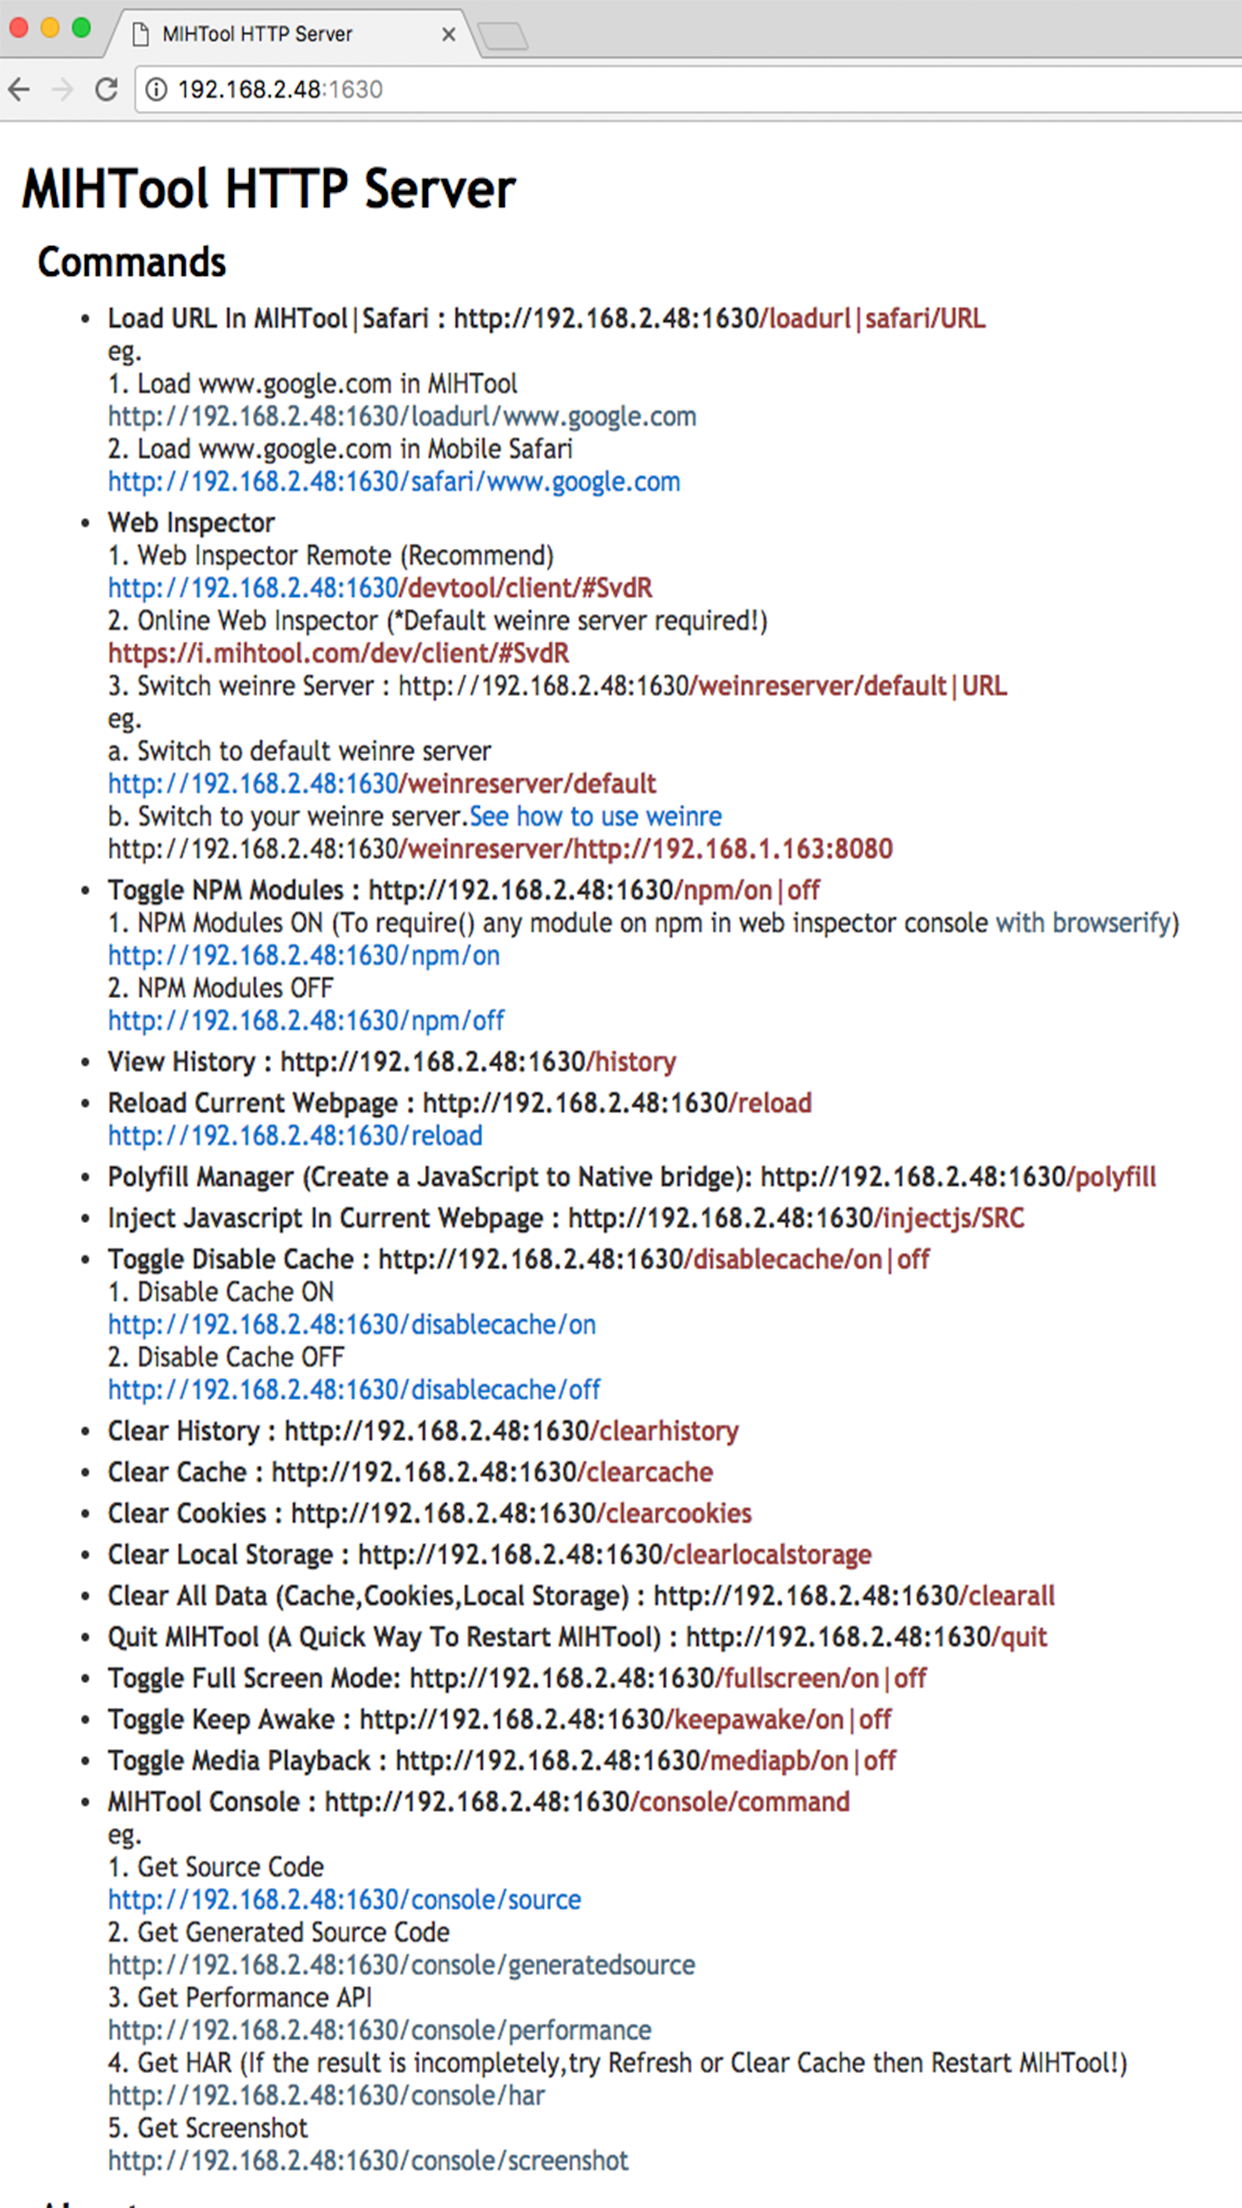 MIHTool HTTP Server
192.168.2.48:1630
MIHTool HTTP Server
Commands
• Load URL In MIHTool|Safari : http://192.168.2.48:1630/loadurl|safari/URL
eg.
1. Load www.google.com in MIHTool
http://192.168.2.48:1630/loadurl/www.google.com
2. Load www.google.com in Mobile Safari
http://192.168.2.48:1630/safari/www.google.com
• Web Inspector
1. Web Inspector Remote (Recommend)
http://192.168.2.48:1630/devtool/client/#SvdR
2. Online Web Inspector (*Default weinre server required!)
https://i.mihtool.com/dev/client/#SvdR
3. Switch weinre Server : http://192.168.2.48:1630/weinreserver/default|URL
eg.
a. Switch to default weinre server
http://192.168.2.48:1630/weinreserver/default
b. Switch to your weinre server.See how to use weinre
http://192.168.2.48:1630/weinreserver/http://192.168.1.163:8080
• Toggle NPM Modules : http://192.168.2.48:1630/npm/on|off
1. NPM Modules ON (To require() any module on npm in web inspector console with browserify)
http://192.168.2.48:1630/npm/on
2. NPM Modules OFF
http://192.168.2.48:1630/npm/off
• View History : http://192.168.2.48:1630/history
• Reload Current Webpage : http://192.168.2.48:1630/reload
http://192.168.2.48:1630/reload
• Polyfill Manager (Create a JavaScript to Native bridge): http://192.168.2.48:1630/polyfill
• Inject Javascript In Current Webpage : http://192.168.2.48:1630/injectjs/SRC
• Toggle Disable Cache : http://192.168.2.48:1630/disablecache/on|off
1. Disable Cache ON
http://192.168.2.48:1630/disablecache/on
2. Disable Cache OFF
http://192.168.2.48:1630/disablecache/off
• Clear History : http://192.168.2.48:1630/clearhistory
• Clear Cache : http://192.168.2.48:1630/clearcache
• Clear Cookies : http://192.168.2.48:1630/clearcookies
• Clear Local Storage : http://192.168.2.48:1630/clearlocalstorage
• Clear All Data (Cache,Cookies,Local Storage) : http://192.168.2.48:1630/clearall
• Quit MIHTool (A Quick Way To Restart MIHTool) : http://192.168.2.48:1630/quit
• Toggle Full Screen Mode: http://192.168.2.48:1630/fullscreen/on|off
• Toggle Keep Awake : http://192.168.2.48:1630/keepawake/on|off
• Toggle Media Playback : http://192.168.2.48:1630/mediapb/on|off
• MIHTool Console : http://192.168.2.48:1630/console/command
eg.
1. Get Source Code
http://192.168.2.48:1630/console/source
2. Get Generated Source Code
http://192.168.2.48:1630/console/generatedsource
3. Get Performance API
http://192.168.2.48:1630/console/performance
4. Get HAR (If the result is incompletely,try Refresh or Clear Cache then Restart MIHTool!)
http://192.168.2.48:1630/console/har
5. Get Screenshot
http://192.168.2.48:1630/console/screenshot